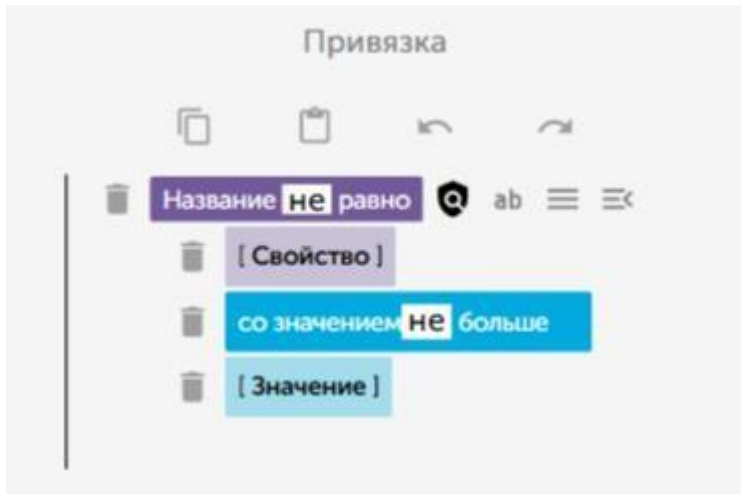 Привязка
Название не равно ab
[ Свойство ]
со значением не больше
[ Значение ]